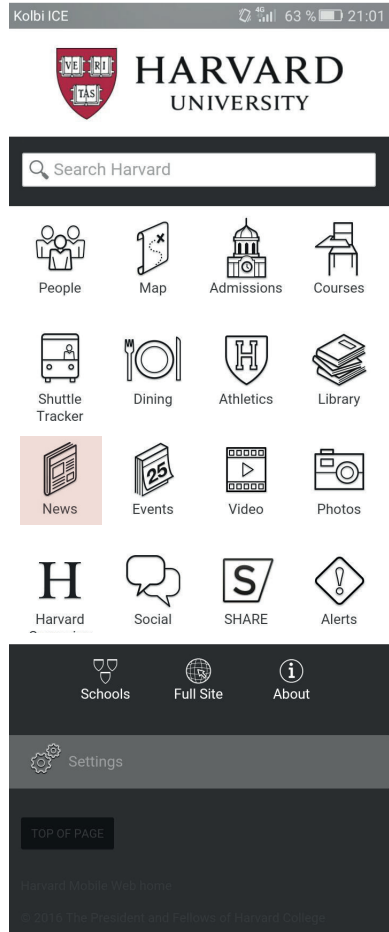 Kolbi ICE 4G 63 % 21:01
VE RI
TAS
HARVARD
UNIVERSITY
Search Harvard
People Map Admissions Courses
Shuttle Tracker Dining Athletics Library
News Events Video Photos
25
H
S
Harvard Social SHARE Alerts
Schools Full Site About
Settings
TOP OF PAGE
Harvard Mobile Web home
© 2016 The President and Fellows of Harvard College